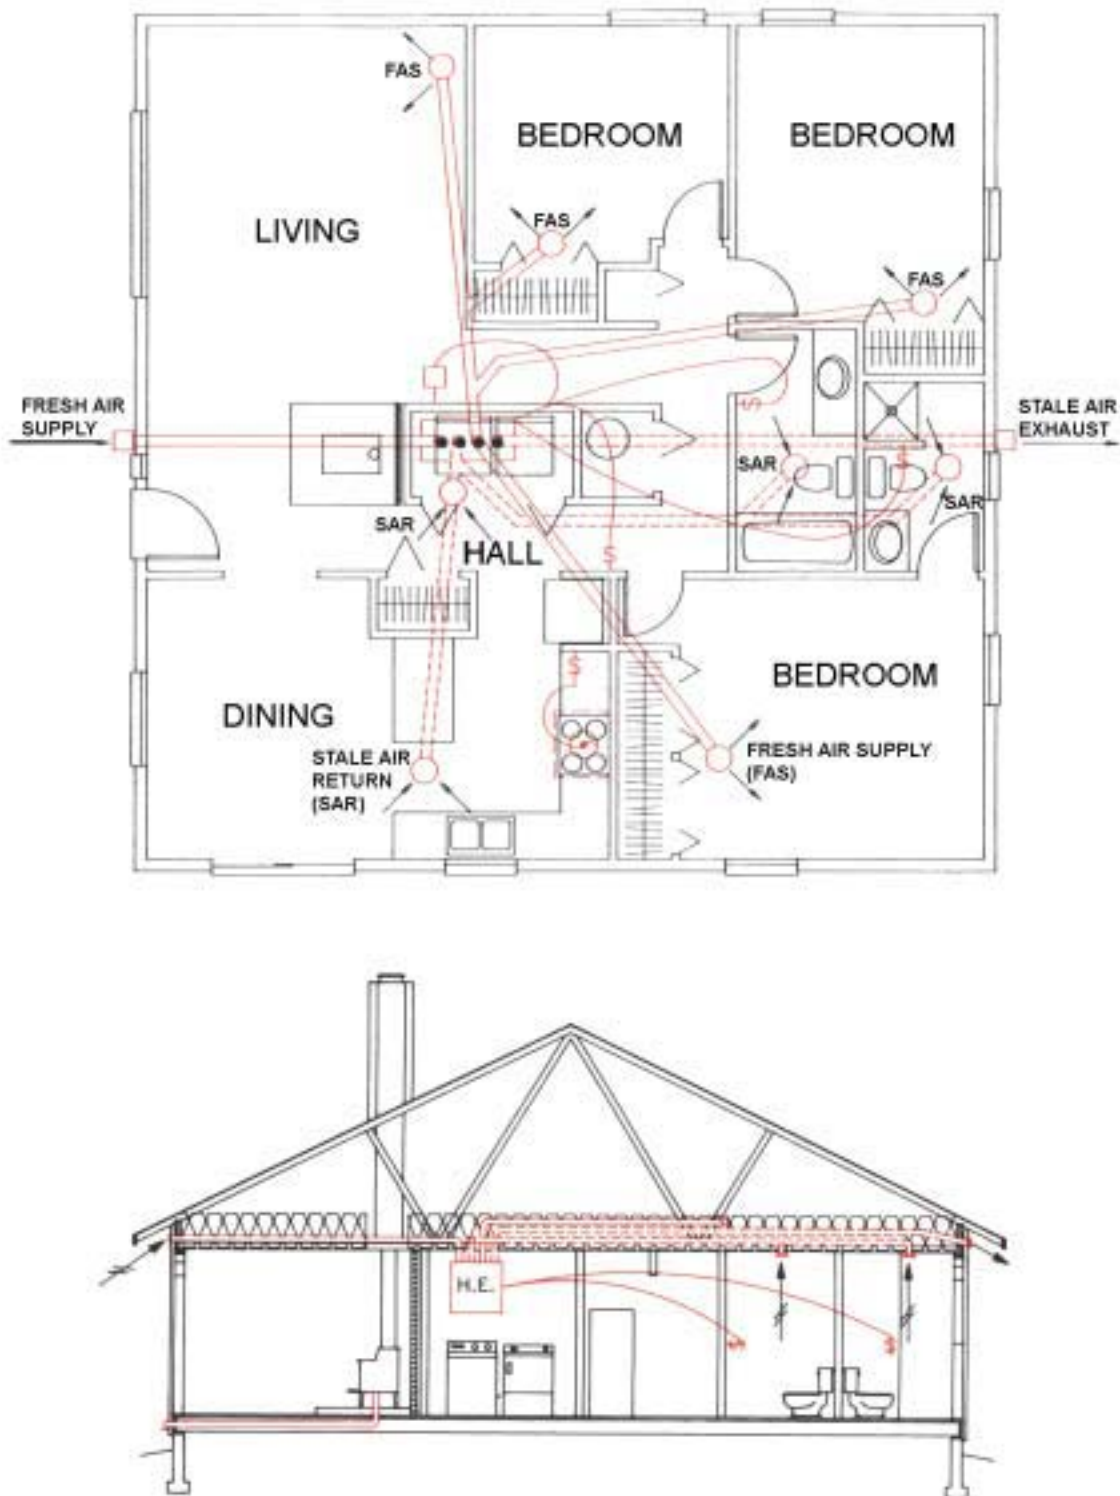 FAS
BEDROOM
BEDROOM
LIVING
FAS
FAS
FRESH AIR
SUPPLY
STALE AIR
EXHAUST
SAR
SAR
SAR
HALL
$
$
$
$
BEDROOM
DINING
STALE AIR
RETURN
(SAR)
FRESH AIR SUPPLY
(FAS)
H.E.
$
$